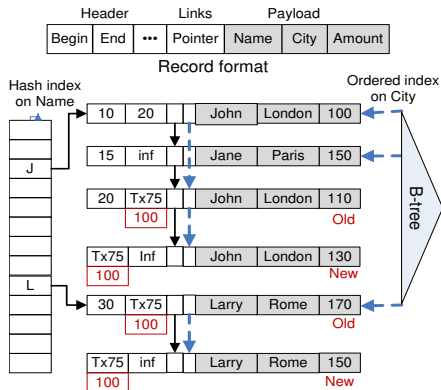 Header Links Payload
Begin End ••• Pointer Name City Amount
Record format
Hash index
on Name
Ordered index
on City
10 20 John London 100
15 inf Jane Paris 150
J
20 Tx75 John London 110
100 Old
B-tree
Tx75 Inf John London 130
100 New
L
30 Tx75 Larry Rome 170
100 Old
Tx75 inf Larry Rome 150
100 New